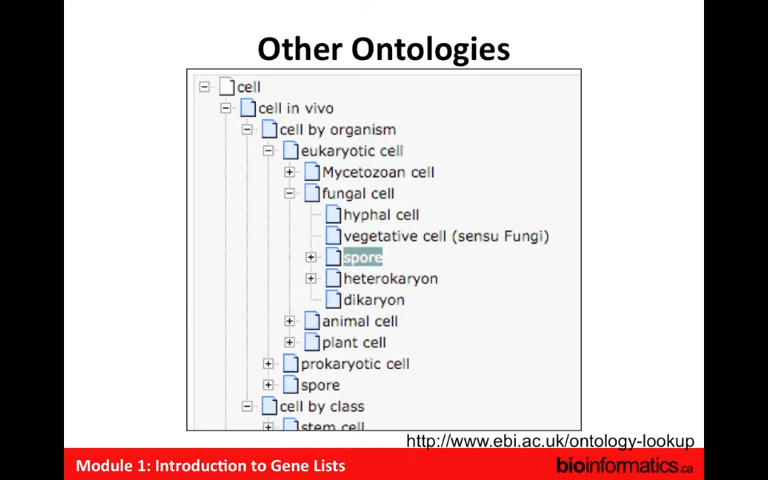 Other Ontologies
cell
cell in vivo
cell by organism
eukaryotic cell
Mycetozoan cell
fungal cell
hyphal cell
vegetative cell (sensu Fungi)
spore
heterokaryon
dikaryon
animal cell
plant cell
prokaryotic cell
spore
cell by class
stem cell
http://www.ebi.ac.uk/ontology-lookup
Module 1: Introduction to Gene Lists
bioinformatics.ca